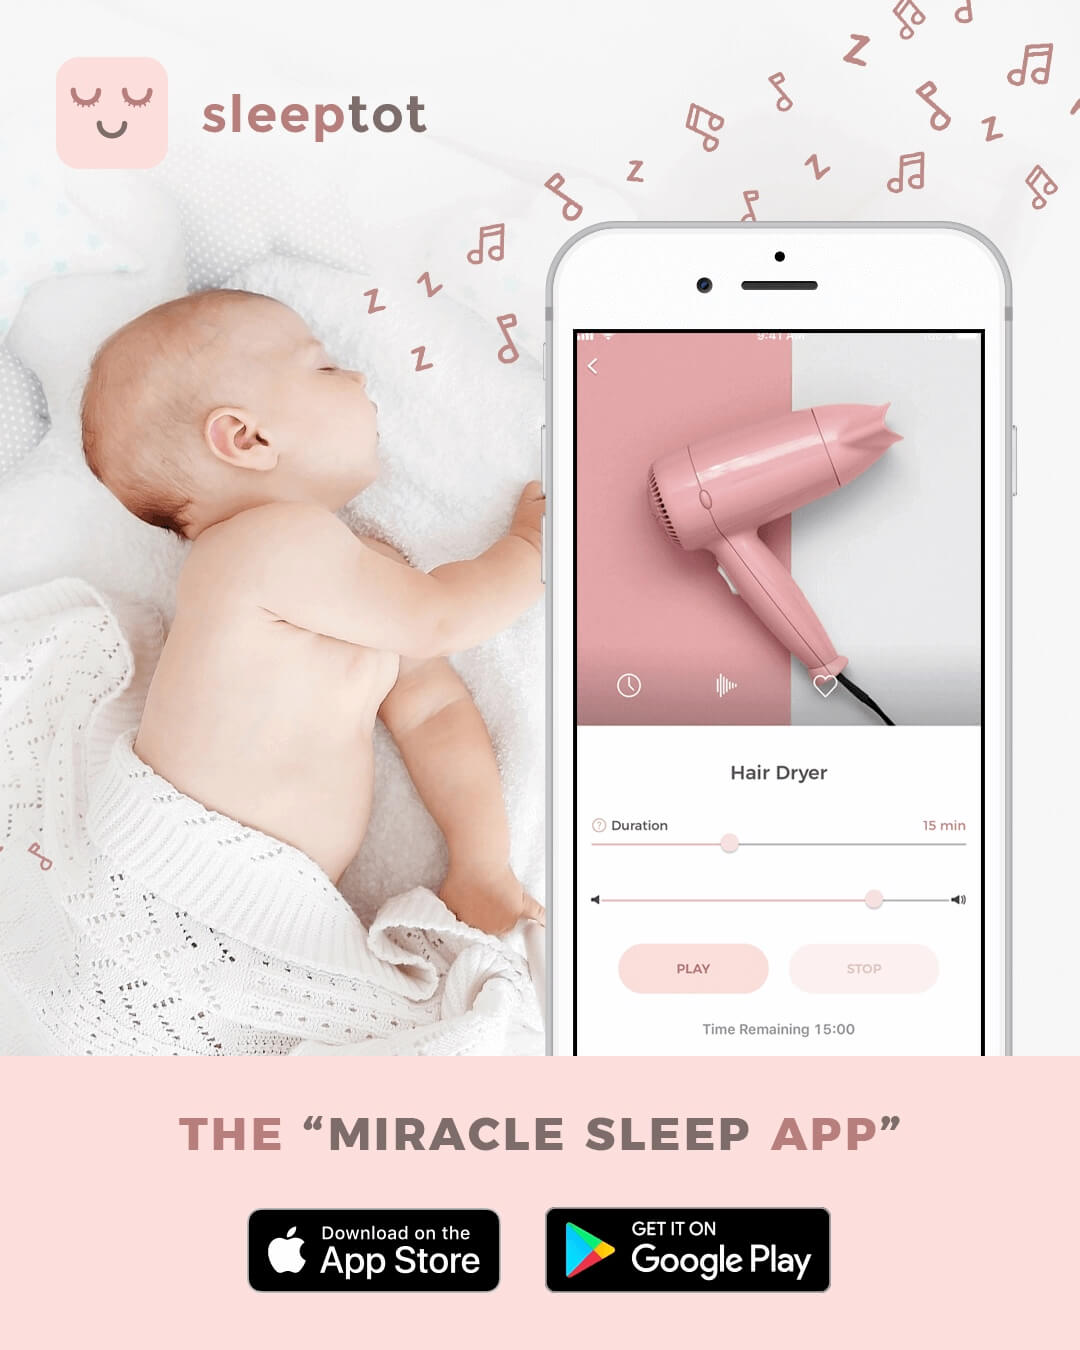 sleeptot
9:41 AM
100%
Hair Dryer
? Duration 15 min
PLAY STOP
Time Remaining 15:00
THE “MIRACLE SLEEP APP”
Download on the
App Store
GET IT ON
Google Play